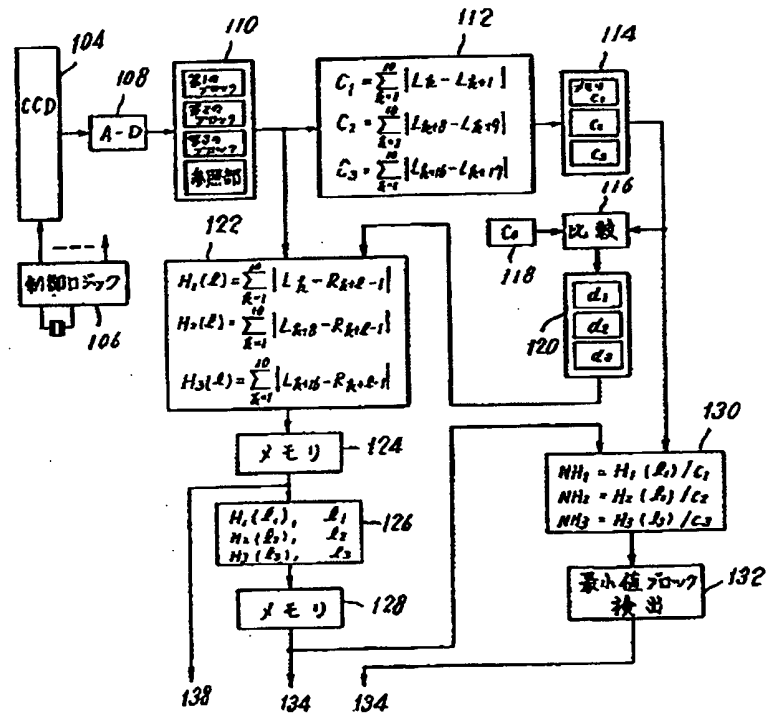 104
CCD
108
A-D
106
制御ロジック
110
第1のブロック
第2のブロック
第3のブロック
参照部
112
C₁ = Σ_{k=1}^{10} |L_k - L_{k+1}|
C₂ = Σ_{k=1}^{10} |L_{k+8} - L_{k+9}|
C₃ = Σ_{k=1}^{10} |L_{k+16} - L_{k+17}|
114
メモリ
C₁
C₂
C₃
116
比較
C₀
118
120
d₁
d₂
d₃
122
H₁(l) = Σ_{k=1}^{10} |L_k - R_{k+l-1}|
H₂(l) = Σ_{k=1}^{10} |L_{k+8} - R_{k+l-1}|
H₃(l) = Σ_{k=1}^{10} |L_{k+16} - R_{k+l-1}|
メモリ
124
H₁(l₁), l₁
H₂(l₂), l₂
H₃(l₃), l₃
126
メモリ
128
130
NH₁ = H₁(l₁)/C₁
NH₂ = H₂(l₂)/C₂
NH₃ = H₃(l₃)/C₃
最小値ブロック
検出
132
138
134
134